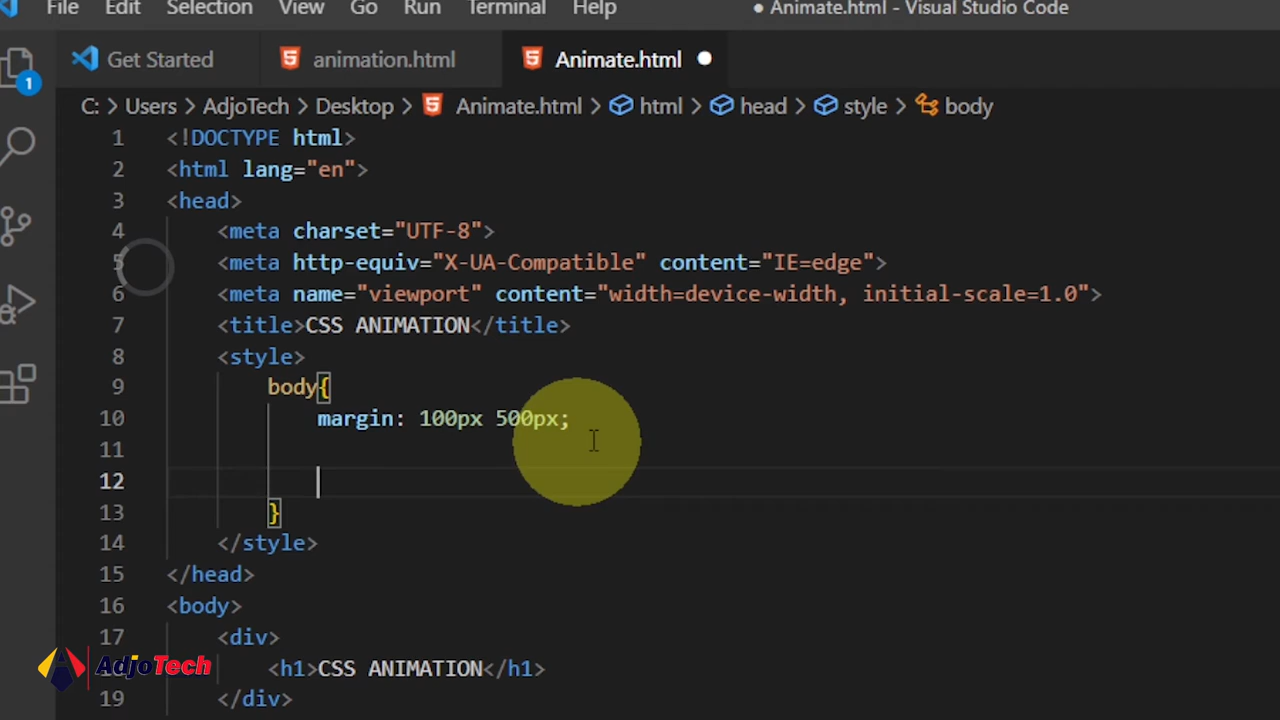 File Edit Selection View Go Run Terminal Help ● Animate.html - Visual Studio Code
Get Started animation.html Animate.html ●
1
C: > Users > AdjoTech > Desktop > Animate.html > html > head > style > body
1 <!DOCTYPE html>
2 <html lang="en">
3 <head>
4 <meta charset="UTF-8">
5 <meta http-equiv="X-UA-Compatible" content="IE=edge">
6 <meta name="viewport" content="width=device-width, initial-scale=1.0">
7 <title>CSS ANIMATION</title>
8 <style>
9 body{
10 margin: 100px 500px;
11
12
13 }
14 </style>
15 </head>
16 <body>
17 <div>
<h1>CSS ANIMATION</h1>
19 </div>
AdjoTech